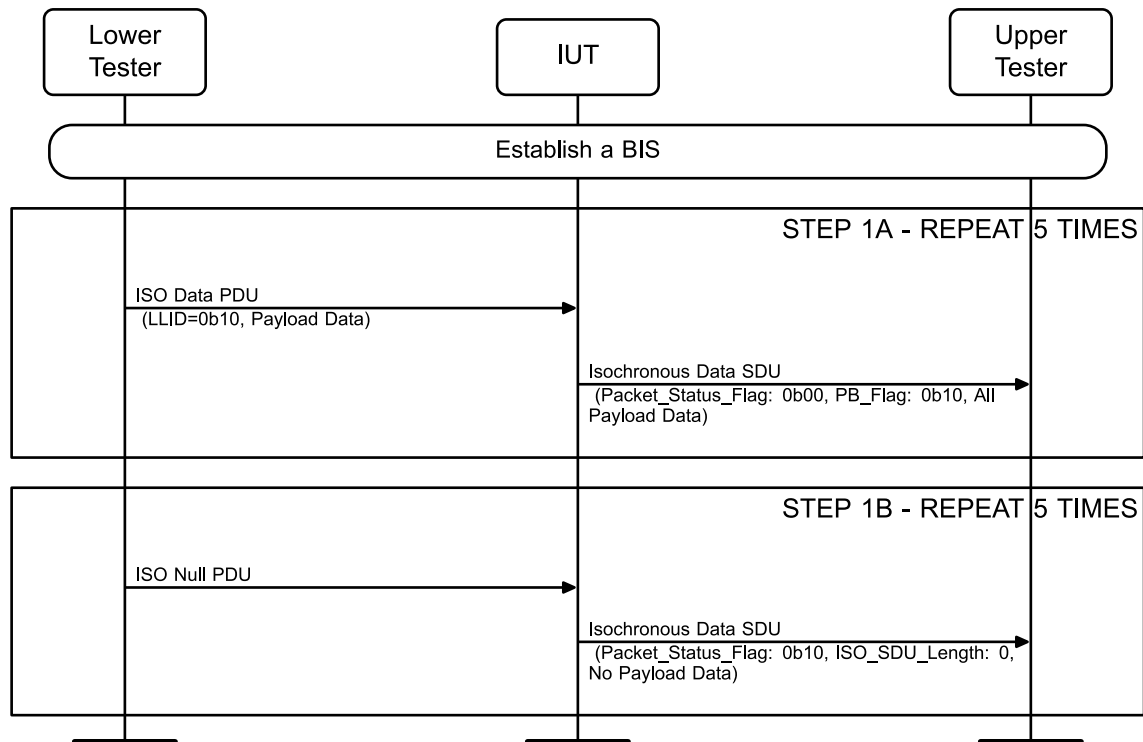 Lower
Tester
IUT
Upper
Tester
Establish a BIS
STEP 1A - REPEAT 5 TIMES
ISO Data PDU
(LLID=0b10, Payload Data)
Isochronous Data SDU
(Packet_Status_Flag: 0b00, PB_Flag: 0b10, All
Payload Data)
STEP 1B - REPEAT 5 TIMES
ISO Null PDU
Isochronous Data SDU
(Packet_Status_Flag: 0b10, ISO_SDU_Length: 0,
No Payload Data)